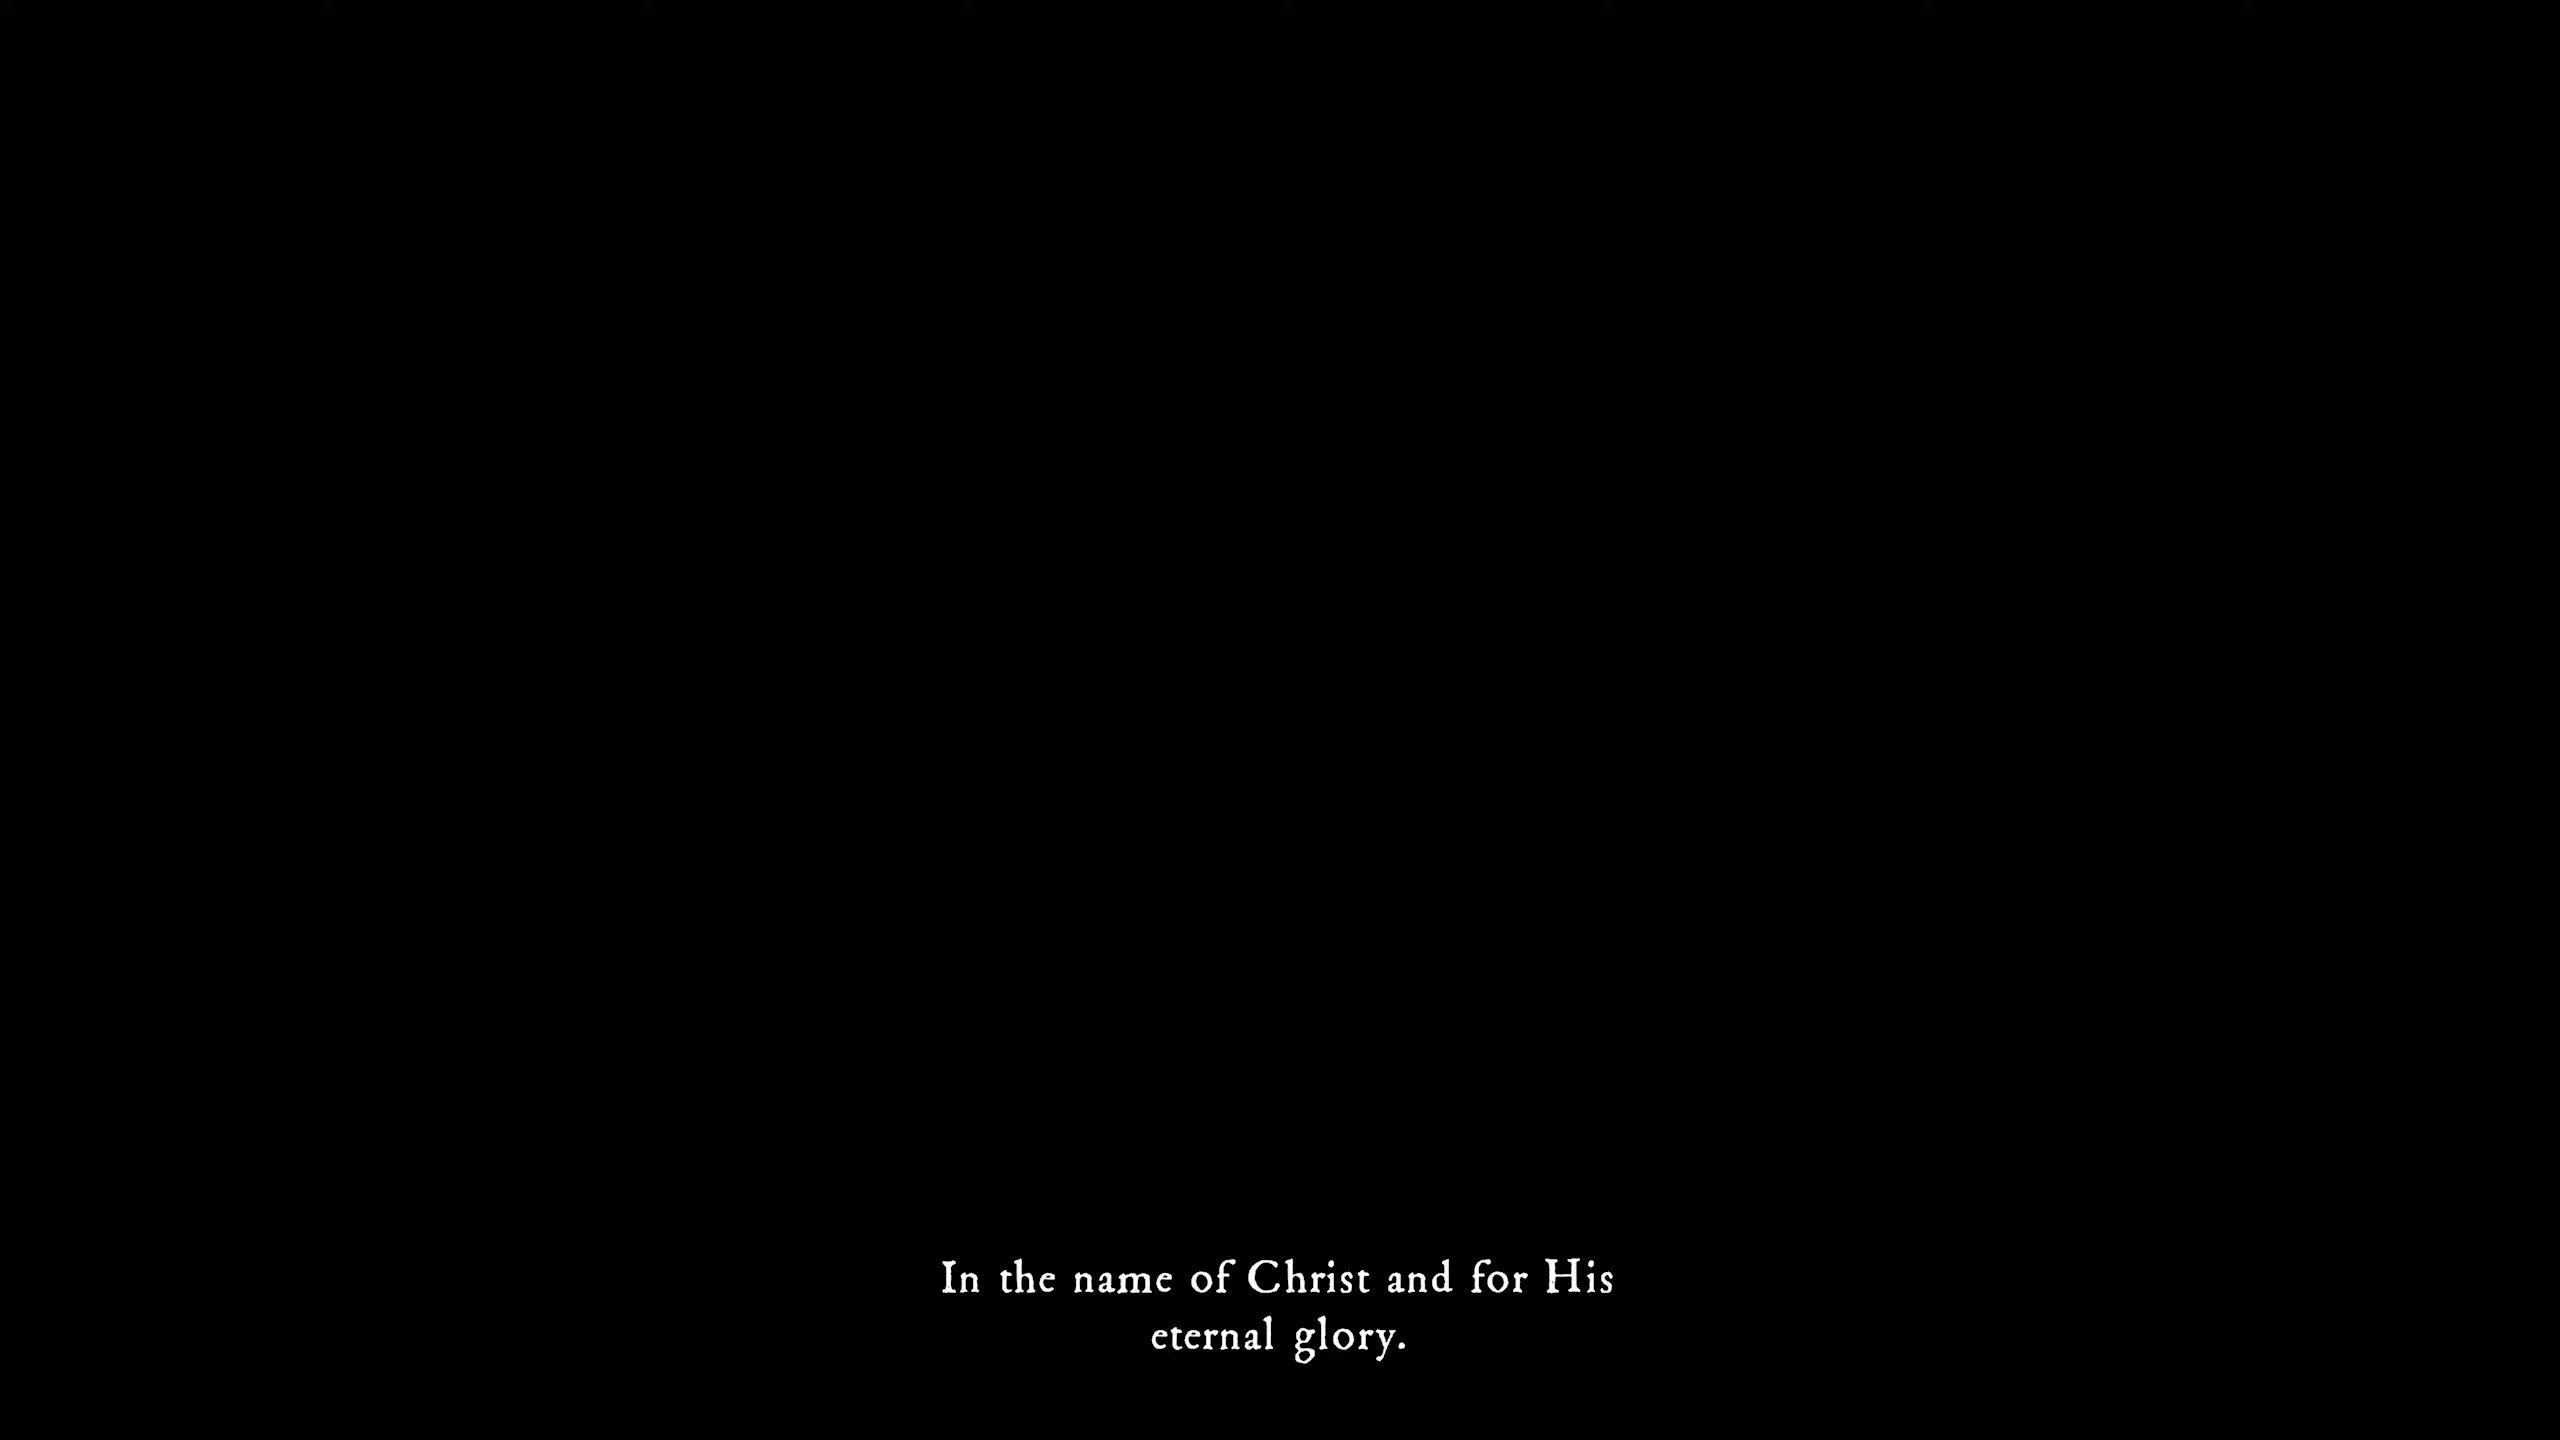 In the name of Christ and for His
eternal glory.